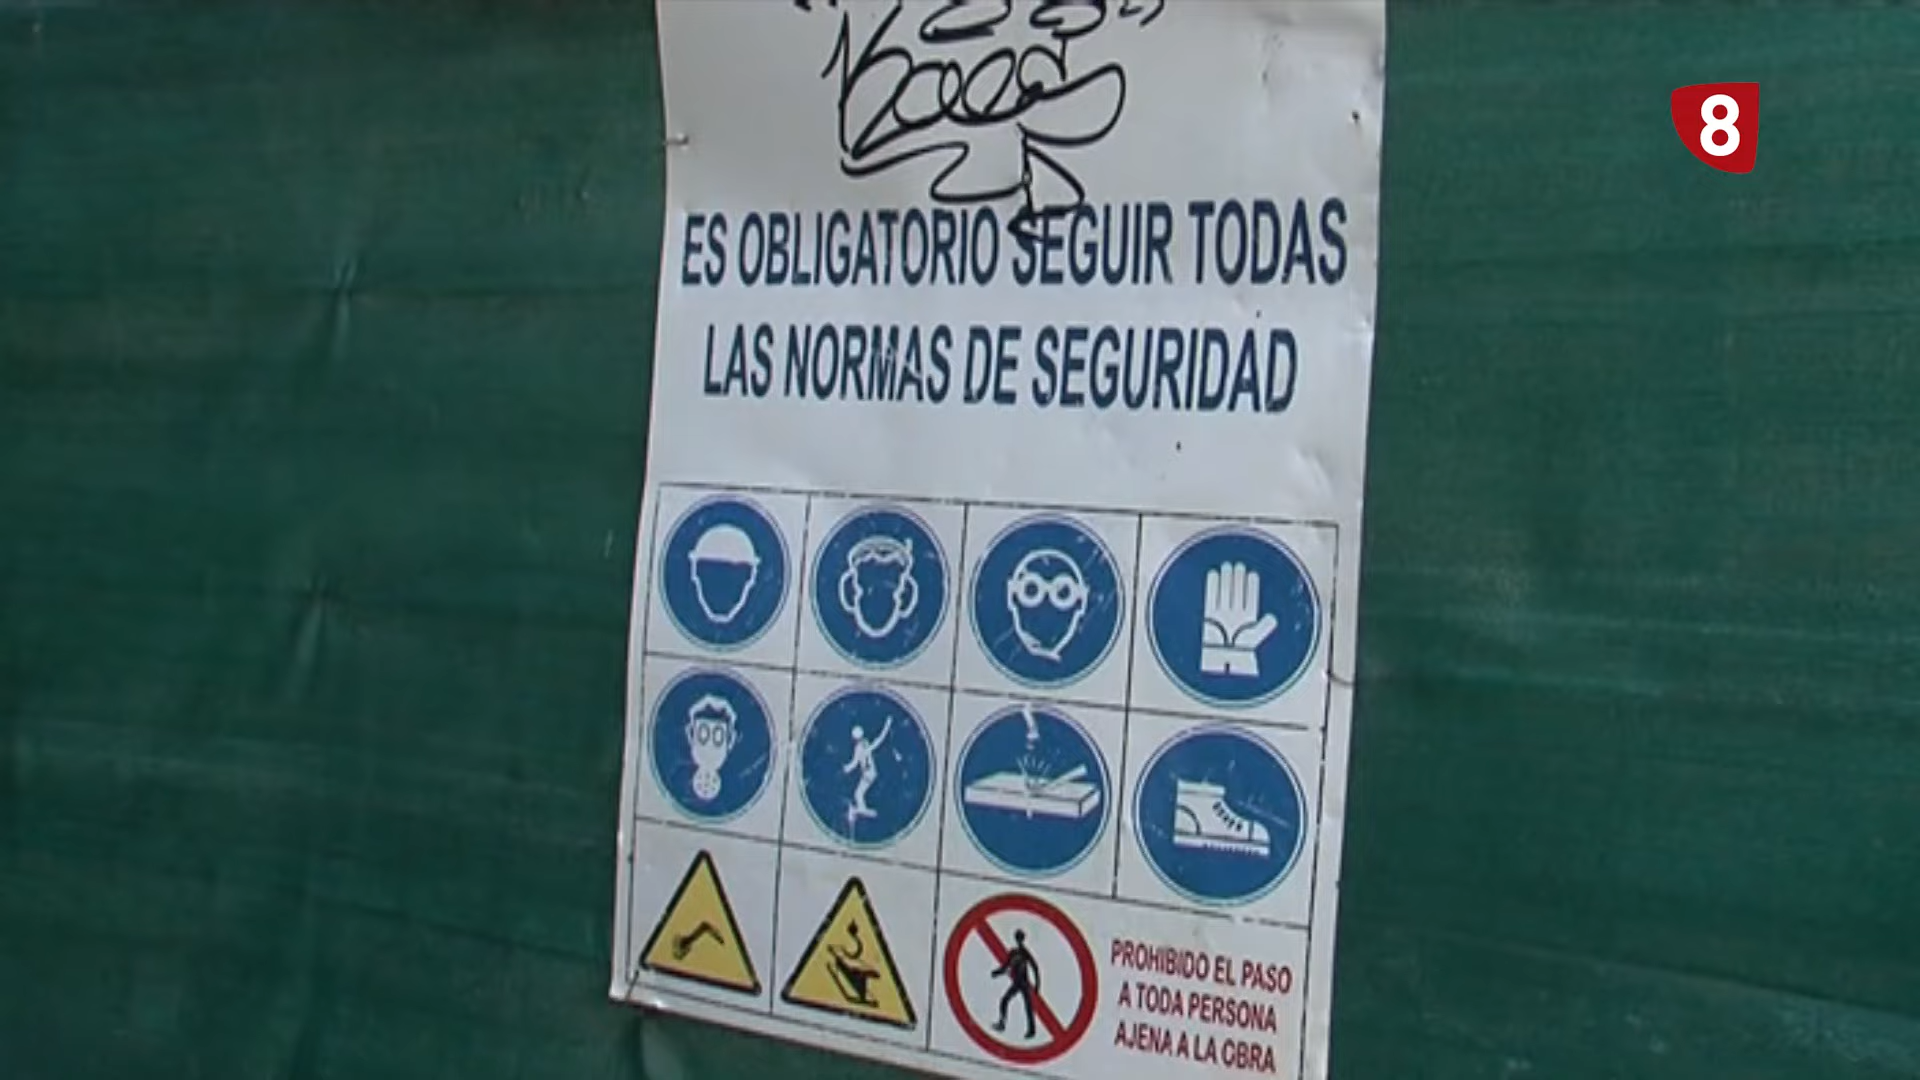 8
ES OBLIGATORIO SEGUIR TODAS
LAS NORMAS DE SEGURIDAD
PROHIBIDO EL PASO
A TODA PERSONA
AJENA A LA OBRA